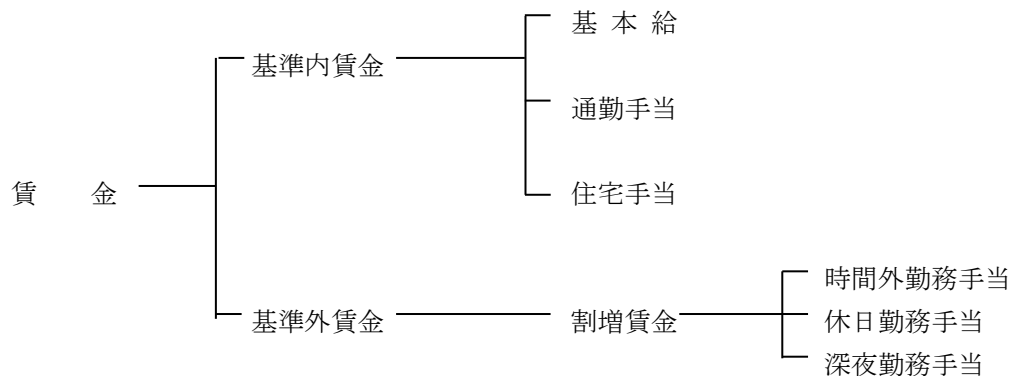 基 本 給
基準内賃金
通勤手当
住宅手当
賃　　金
基準外賃金
割増賃金
時間外勤務手当
休日勤務手当
深夜勤務手当